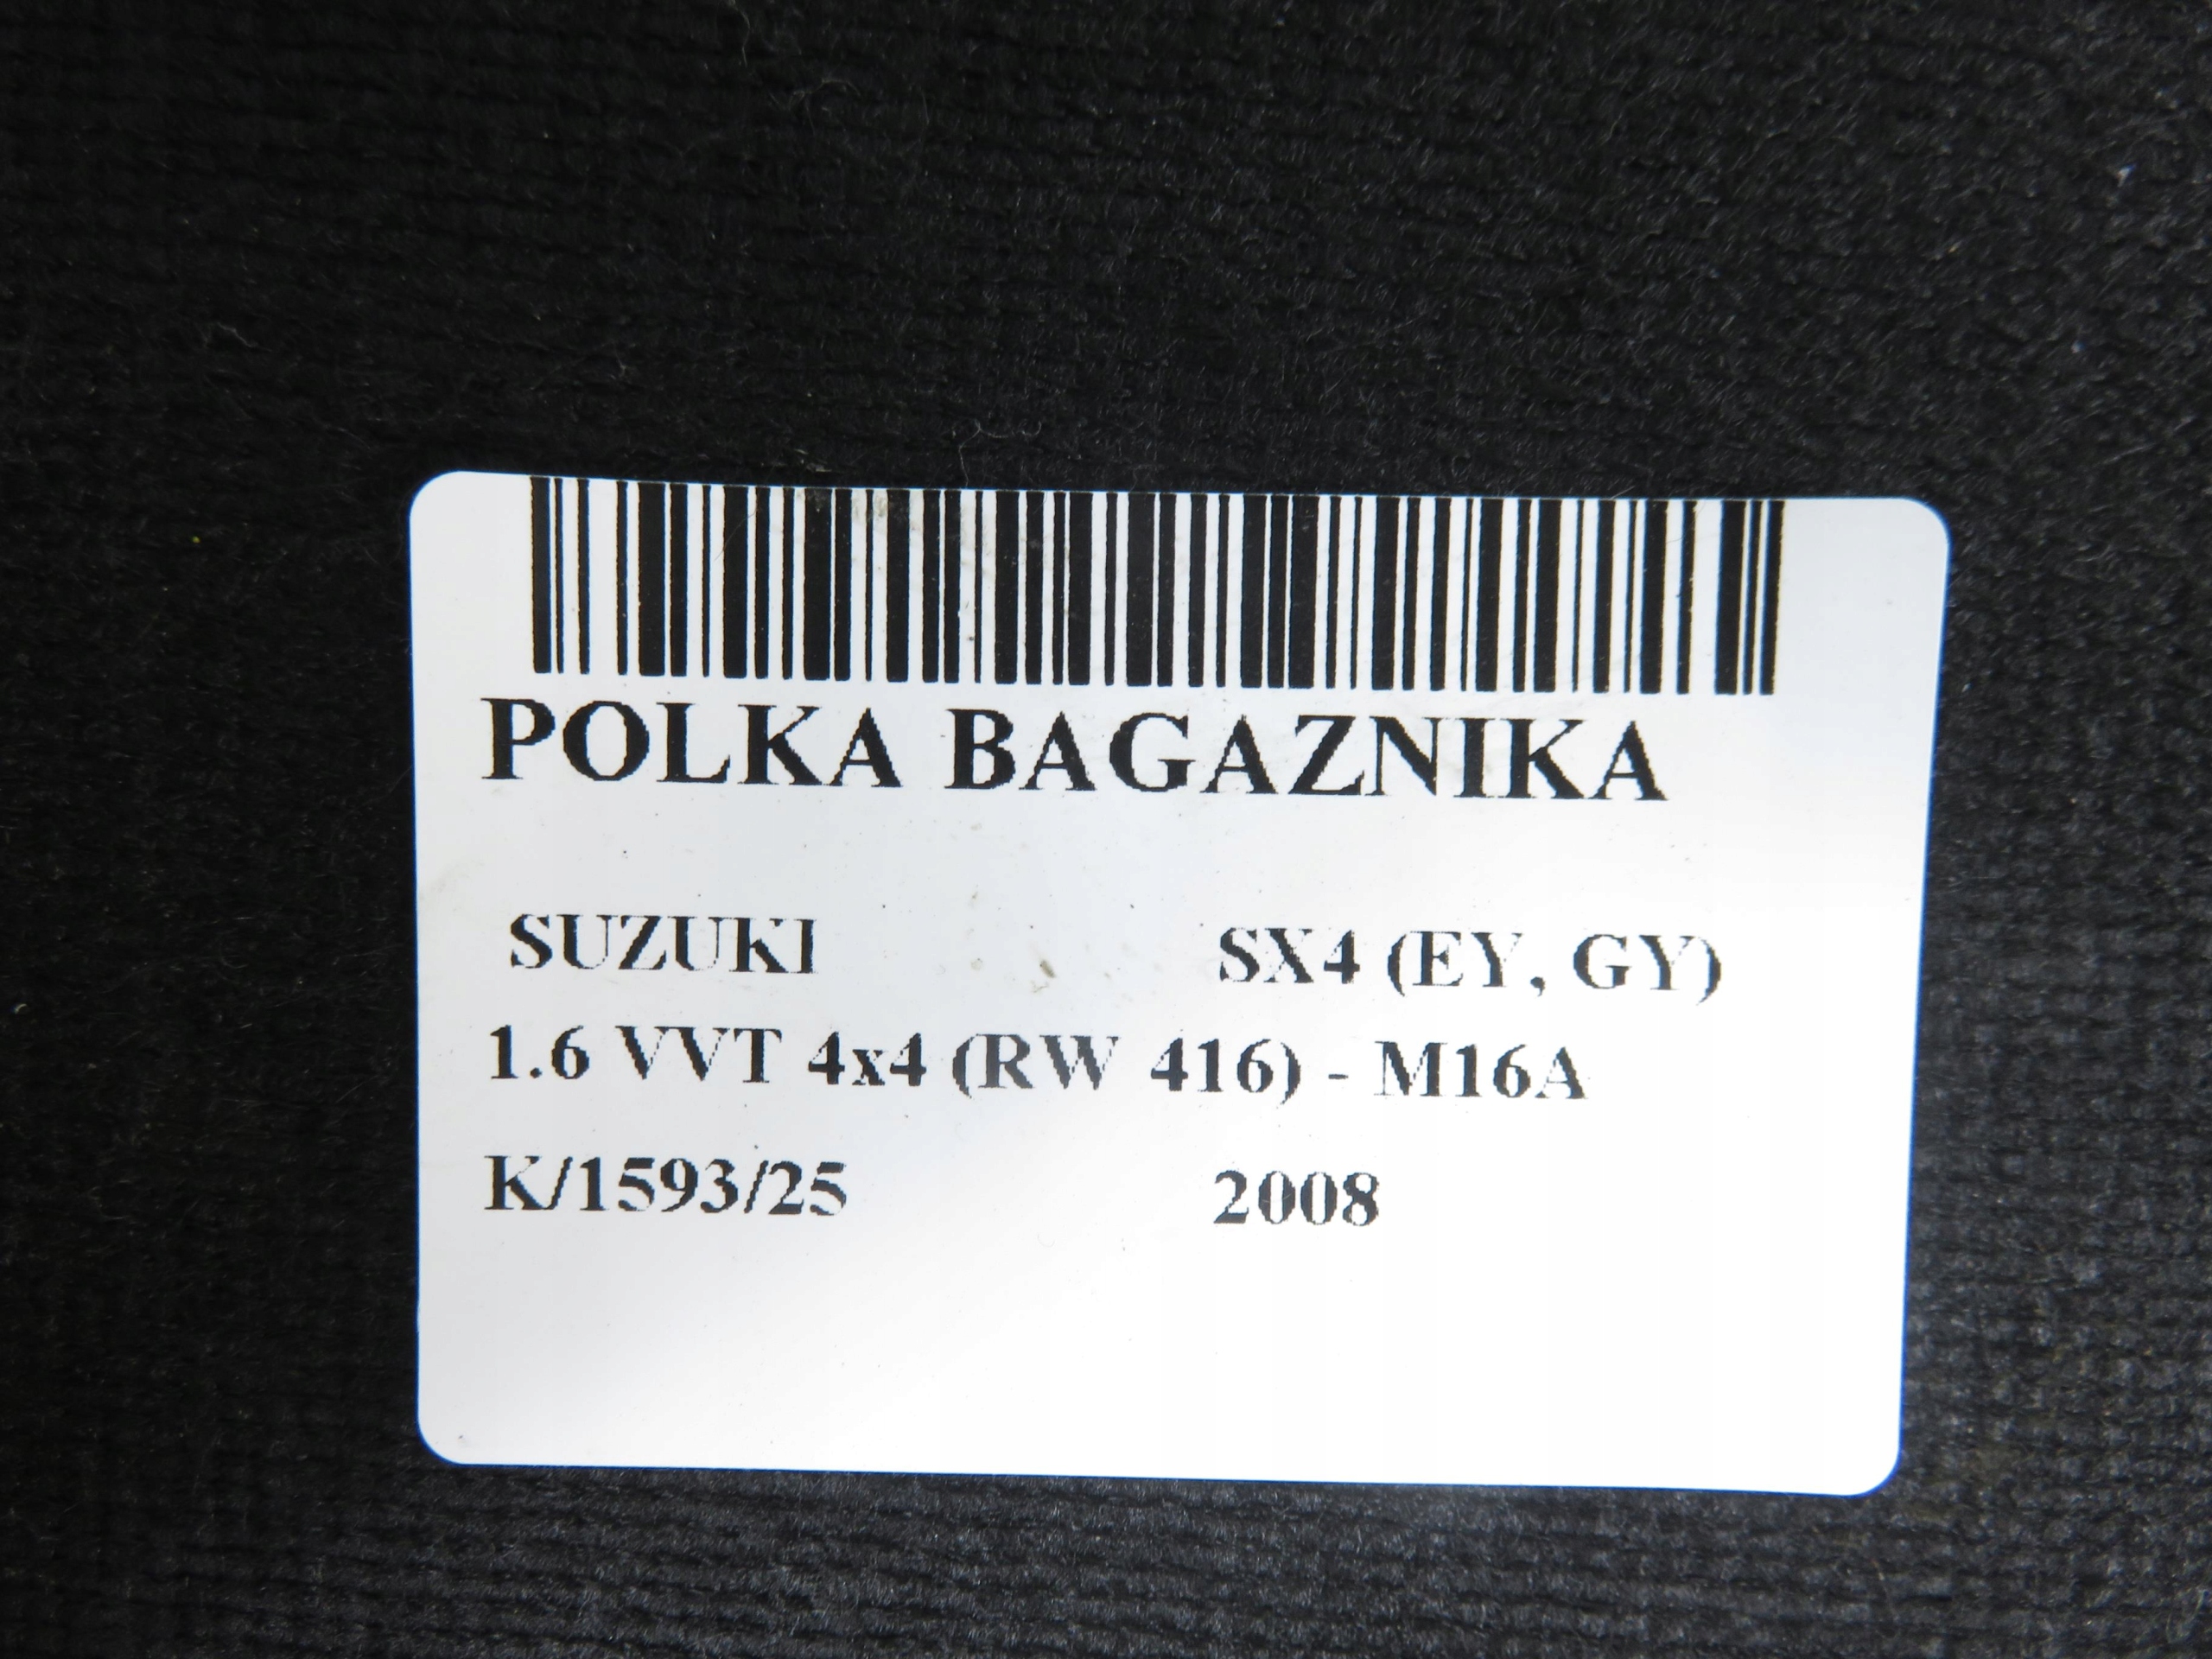 POLKA BAGAZNIKA
SUZUKI SX4 (EY, GY)
1.6 VVT 4x4 (RW 416) - M16A
K/1593/25 2008